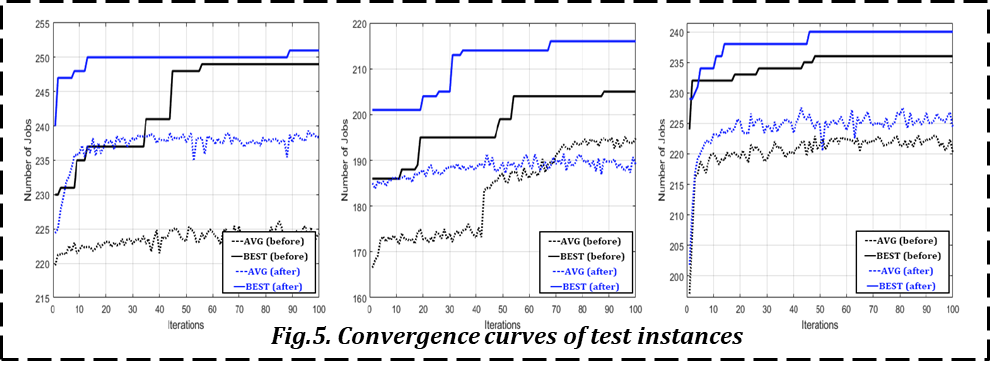 255
250
245
240
235
230
225
220
215
Number of Jobs
0 10 20 30 40 50 60 70 80 90 100
Iterations
AVG (before)
BEST (before)
AVG (after)
BEST (after)
220
210
200
190
180
170
160
Number of Jobs
0 10 20 30 40 50 60 70 80 90 100
Iterations
AVG (before)
BEST (before)
AVG (after)
BEST (after)
240
235
230
225
220
215
210
205
200
Number of Jobs
0 10 20 30 40 50 60 70 80 90 100
Iterations
AVG (before)
BEST (before)
AVG (after)
BEST (after)
Fig.5. Convergence curves of test instances